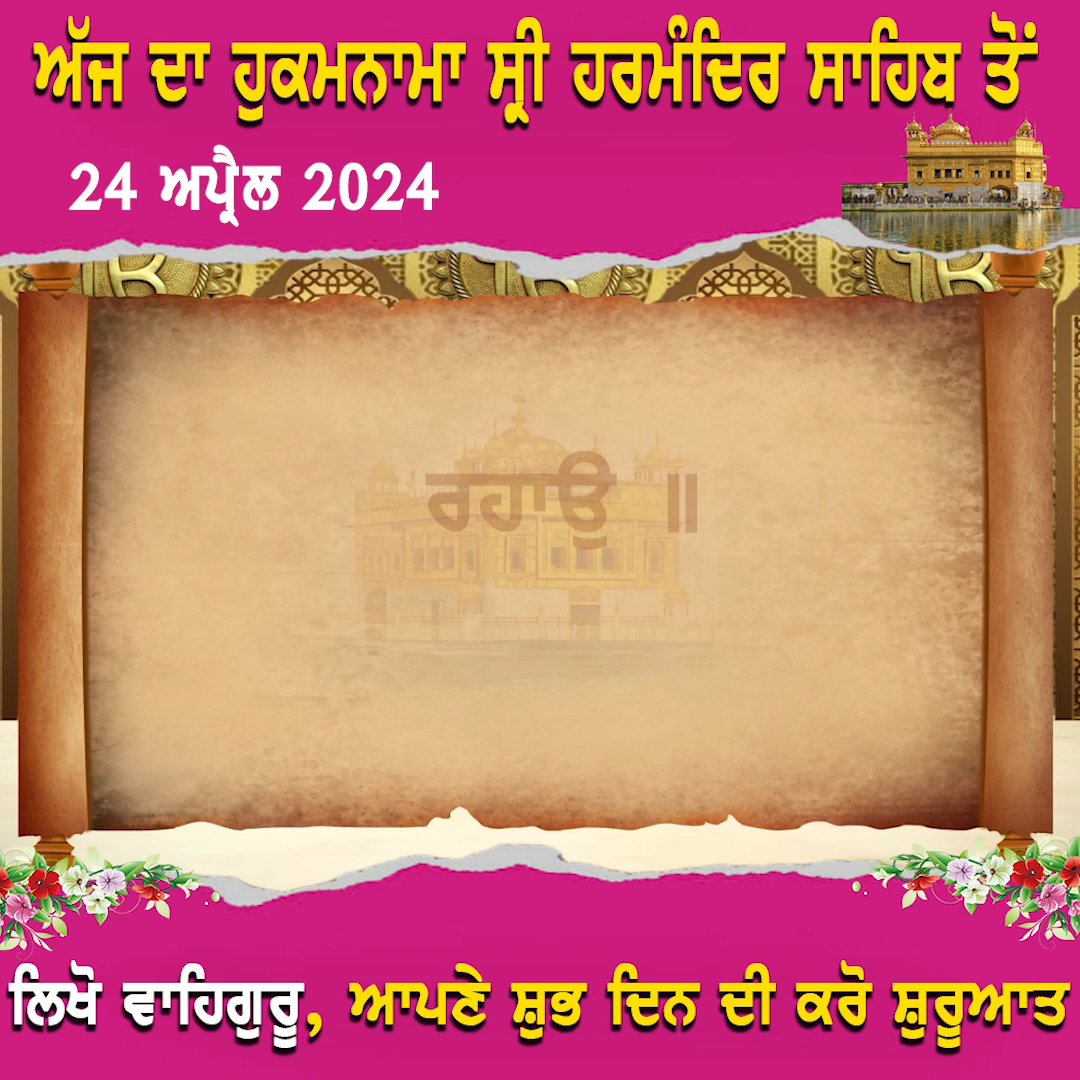 ਅੱਜ ਦਾ ਹੁਕਮਨਾਮਾ ਸ੍ਰੀ ਹਰਮੰਦਿਰ ਸਾਹਿਬ ਤੋਂ
24 ਅਪ੍ਰੈਲ 2024
ਰਹਾਉ ॥
ਲਿਖੋ ਵਾਹਿਗੁਰੂ, ਆਪਣੇ ਸ਼ੁਭ ਦਿਨ ਦੀ ਕਰੋ ਸ਼ੁਰੂਆਤ